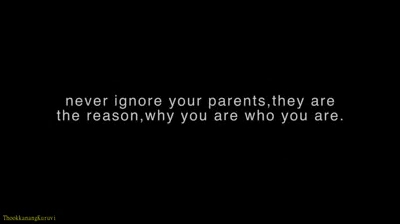 never ignore your parents,they are
the reason,why you are who you are.
ThookkanangKuruvi